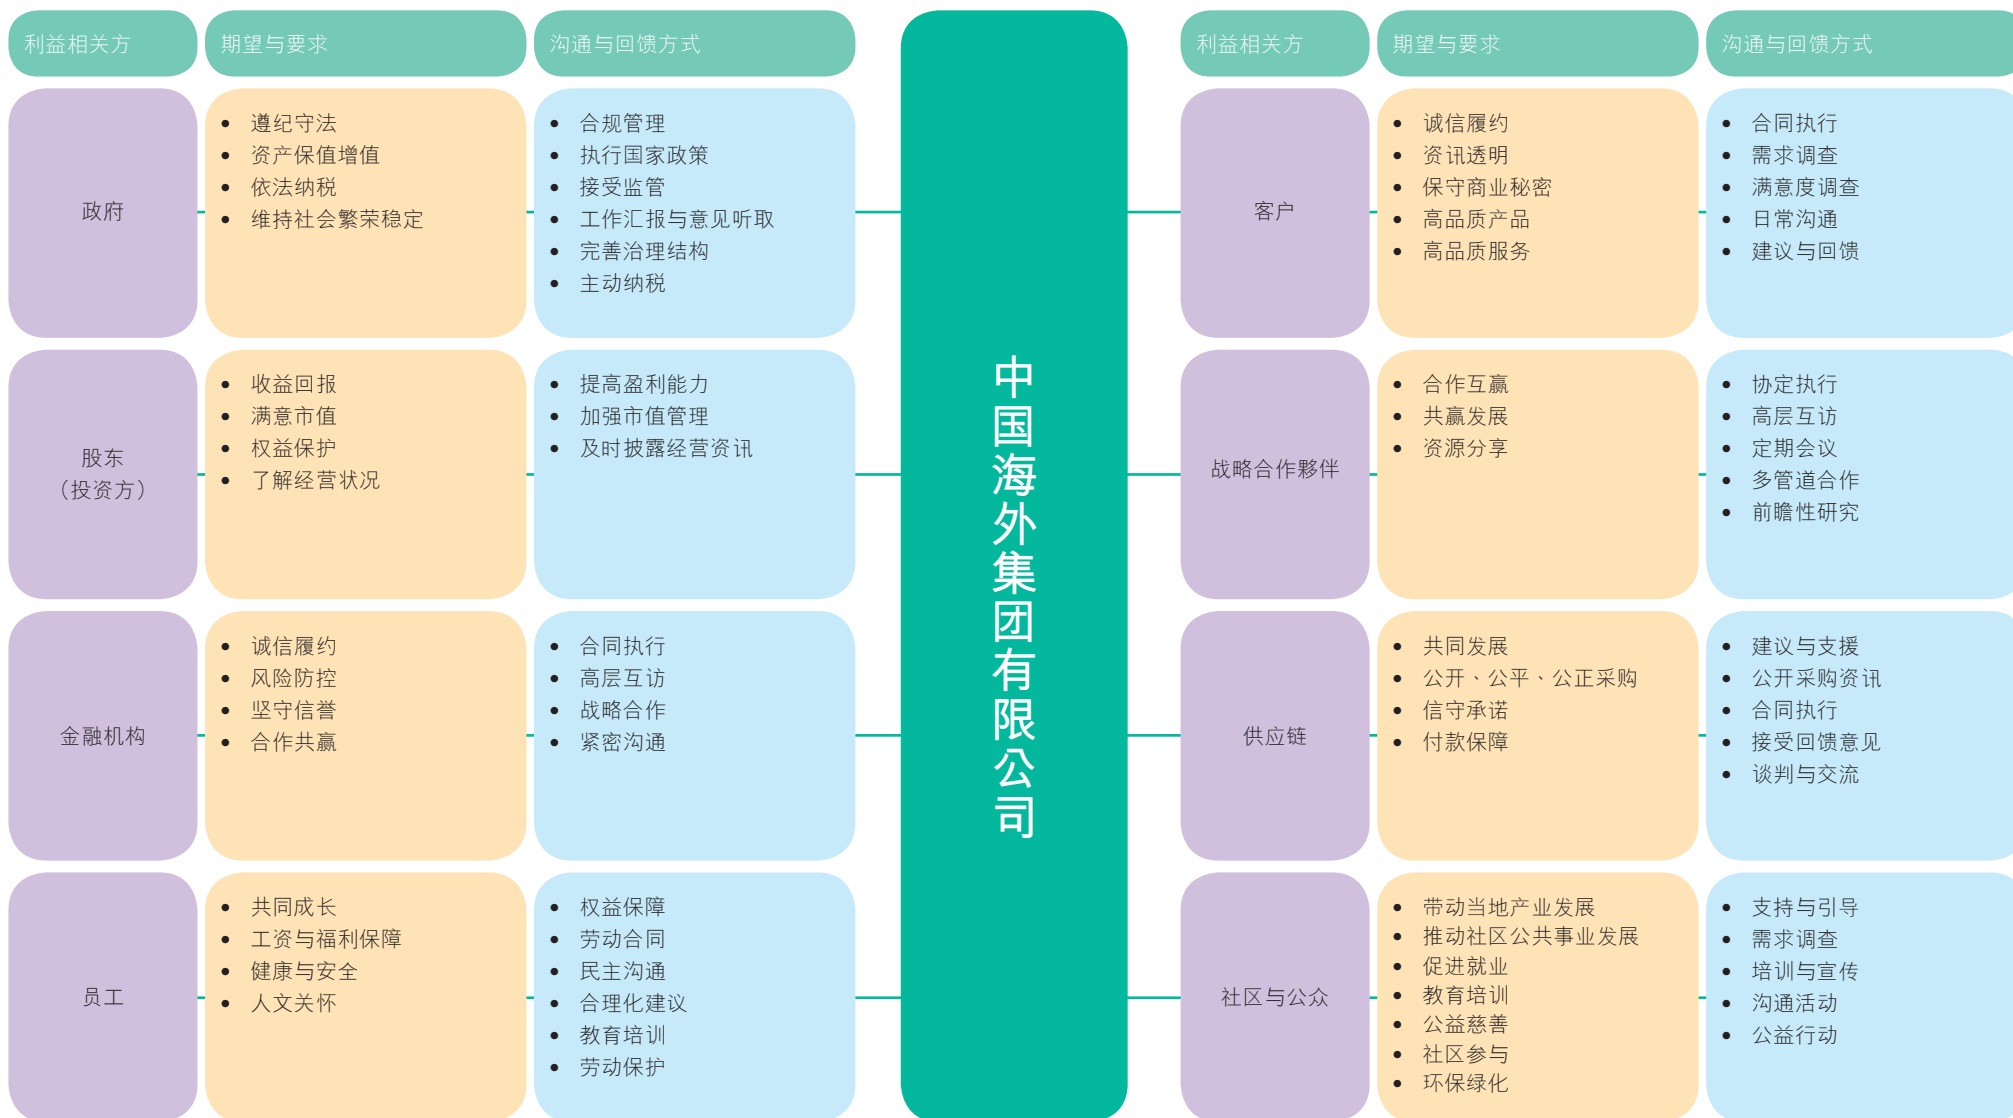 利益相关方
期望与要求
沟通与回馈方式
政府
遵纪守法
资产保值增值
依法纳税
维持社会繁荣稳定
合规管理
执行国家政策
接受监管
工作汇报与意见听取
完善治理结构
主动纳税
股东
（投资方）
收益回报
满意市值
权益保护
了解经营状况
提高盈利能力
加强市值管理
及时披露经营资讯
金融机构
诚信履约
风险防控
坚守信誉
合作共赢
合同执行
高层互访
战略合作
紧密沟通
员工
共同成长
工资与福利保障
健康与安全
人文关怀
权益保障
劳动合同
民主沟通
合理化建议
教育培训
劳动保护
中国海外集团有限公司
利益相关方
期望与要求
沟通与回馈方式
客户
诚信履约
资讯透明
保守商业秘密
高品质产品
高品质服务
合同执行
需求调查
满意度调查
日常沟通
建议与回馈
战略合作夥伴
合作互赢
共赢发展
资源分享
协定执行
高层互访
定期会议
多管道合作
前瞻性研究
供应链
共同发展
公开、公平、公正采购
信守承诺
付款保障
建议与支援
公开采购资讯
合同执行
接受回馈意见
谈判与交流
社区与公众
带动当地产业发展
推动社区公共事业发展
促进就业
教育培训
公益慈善
社区参与
环保绿化
支持与引导
需求调查
培训与宣传
沟通活动
公益行动